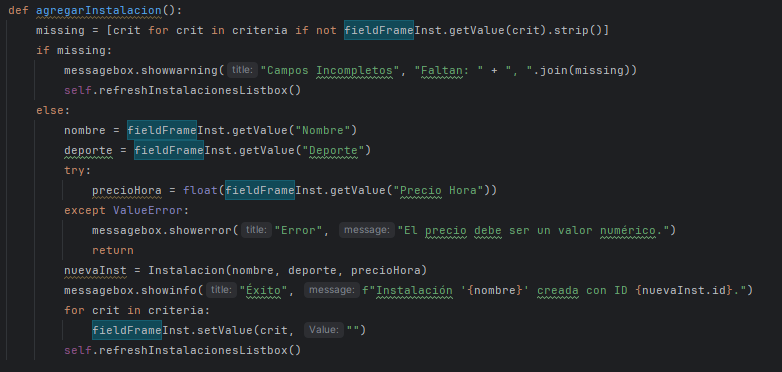 def agregarInstalacion():
    missing = [crit for crit in criteria if not fieldFrameInst.getValue(crit).strip()]
    if missing:
        messagebox.showwarning( title: "Campos Incompletos", "Faltan: " + ", ".join(missing))
        self.refreshInstalacionesListbox()
    else:
        nombre = fieldFrameInst.getValue("Nombre")
        deporte = fieldFrameInst.getValue("Deporte")
        try:
            precioHora = float(fieldFrameInst.getValue("Precio Hora"))
        except ValueError:
            messagebox.showerror( title: "Error", message: "El precio debe ser un valor numérico.")
            return
        nuevaInst = Instalacion(nombre, deporte, precioHora)
        messagebox.showinfo( title: "Éxito", message: f"Instalación '{nombre}' creada con ID {nuevaInst.id}.")
        for crit in criteria:
            fieldFrameInst.setValue(crit, Value: "")
        self.refreshInstalacionesListbox()